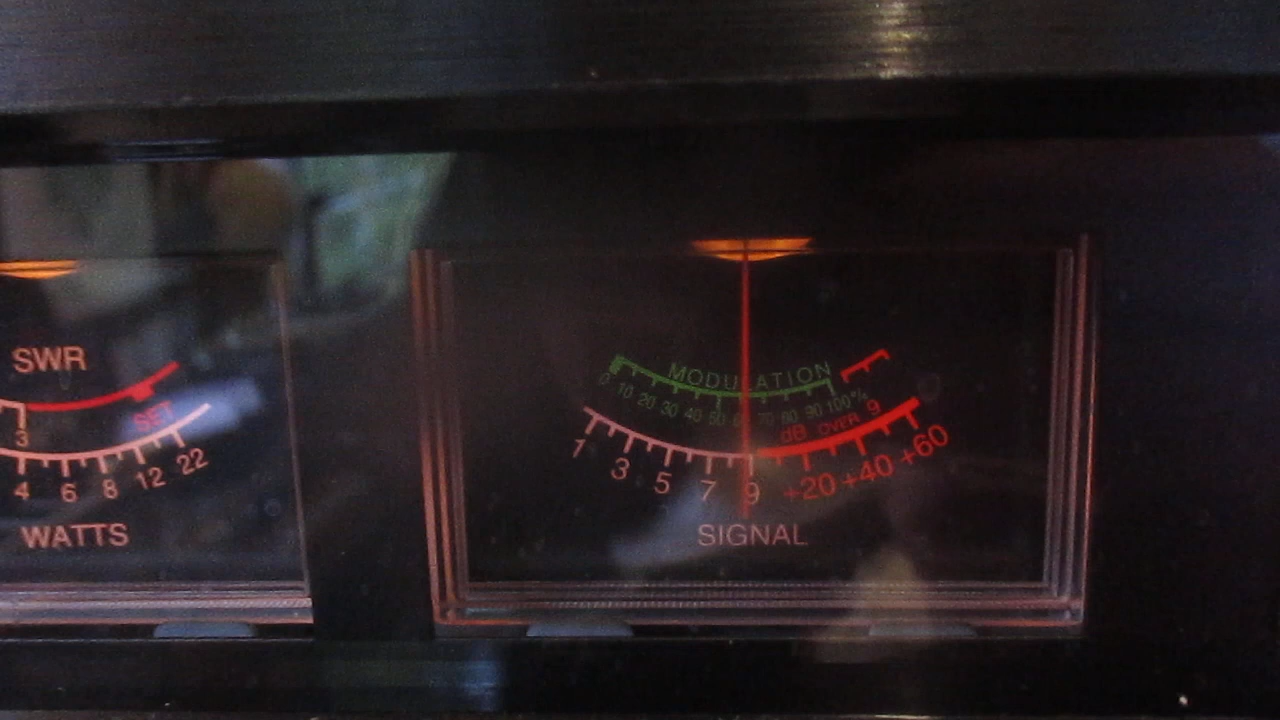 SWR
3
SET
4 6 8 12 22
WATTS
MODULATION
0 10 20 30 40 50 60 70 80 90 100%
dB OVER 9
1 3 5 7 9 +20 +40 +60
SIGNAL